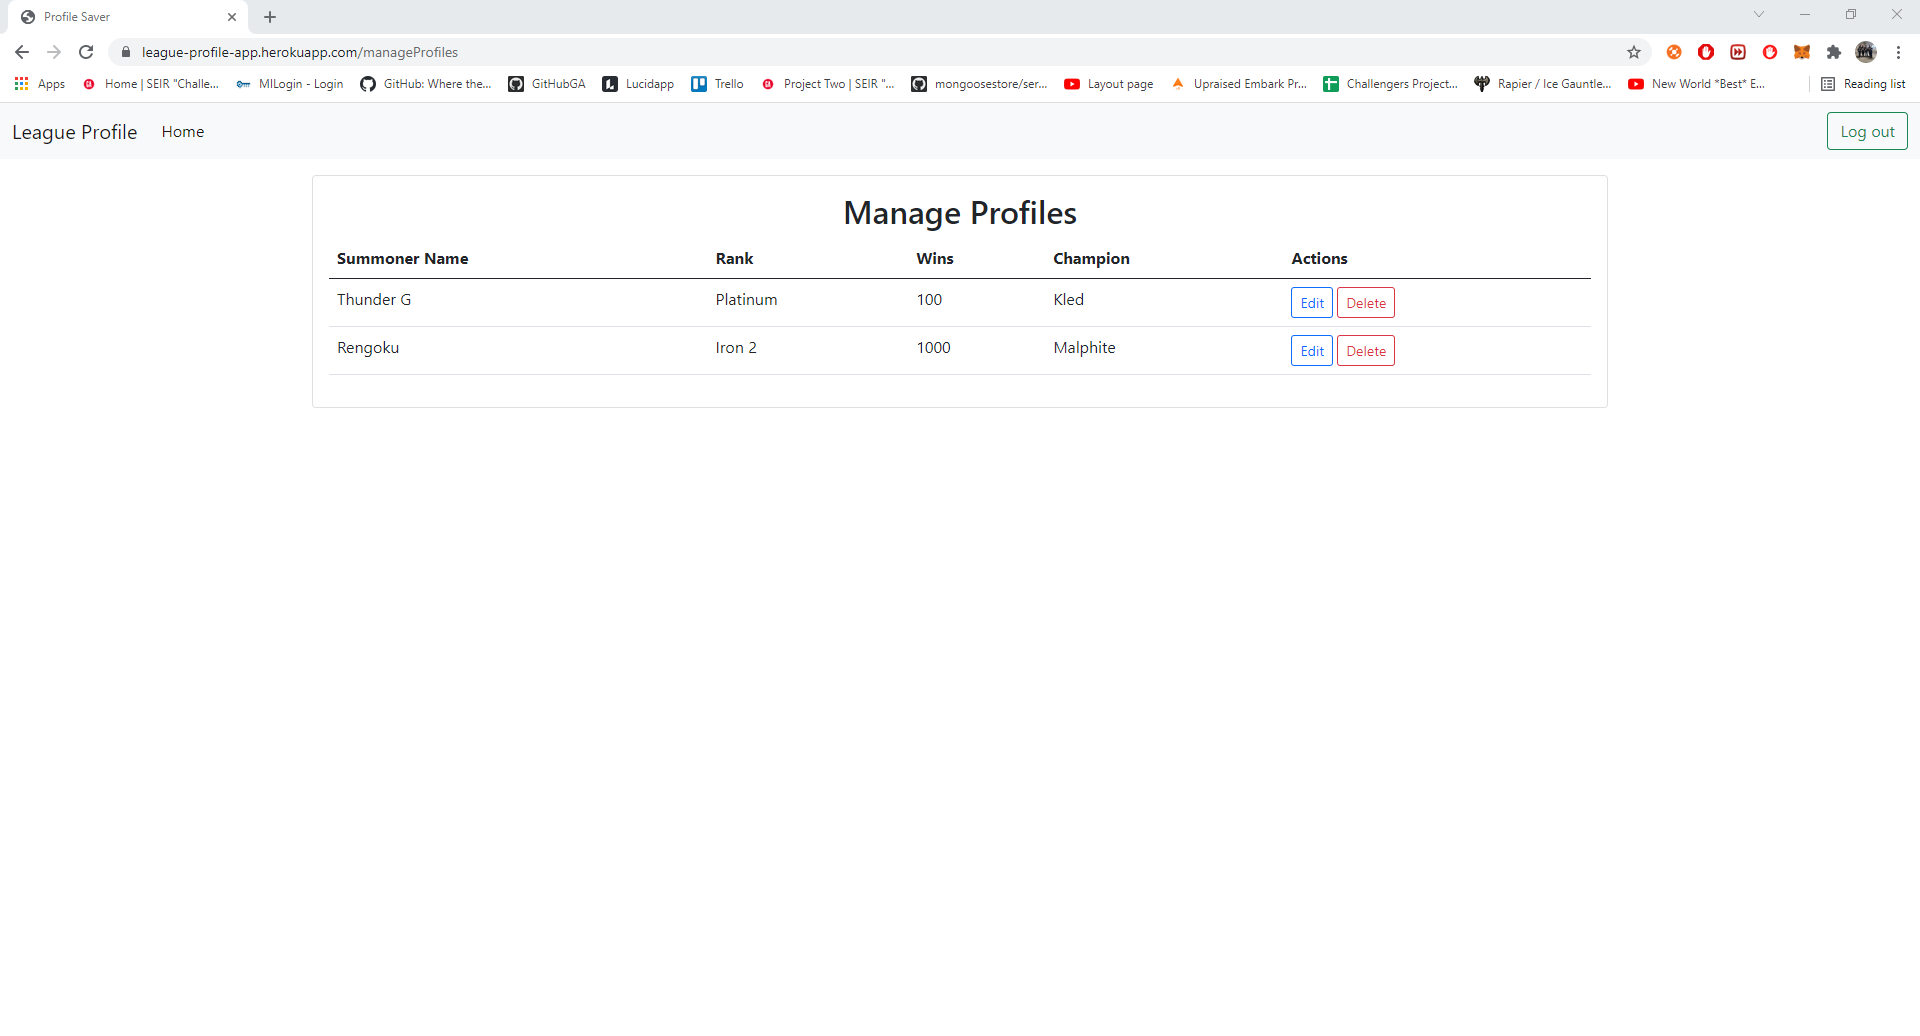 Profile Saver
league-profile-app.herokuapp.com/manageProfiles
Apps Home | SEIR "Challe... MILogin - Login GitHub: Where the... GitHubGA Lucidapp Trello Project Two | SEIR "... mongoosestore/ser... Layout page Upraised Embark Pr... Challengers Project... Rapier / Ice Gauntle... New World *Best* E... Reading list
League Profile Home Log out
Manage Profiles
Summoner Name Rank Wins Champion Actions
Thunder G Platinum 100 Kled Edit Delete
Rengoku Iron 2 1000 Malphite Edit Delete